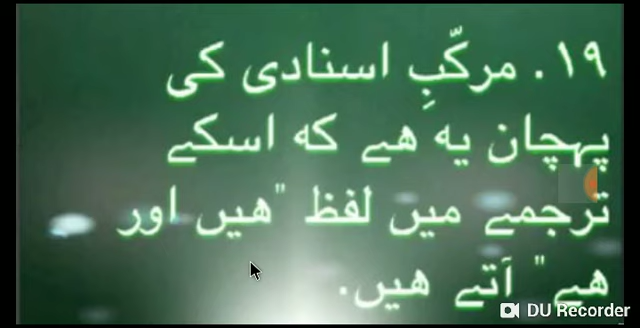 ۱۹. مرکّبِ اسنادی کی
پہچان یہ ھے کہ اسکے
ترجمے میں لفظ "ھیں اور
ھے" آتے ھیں.
DU Recorder